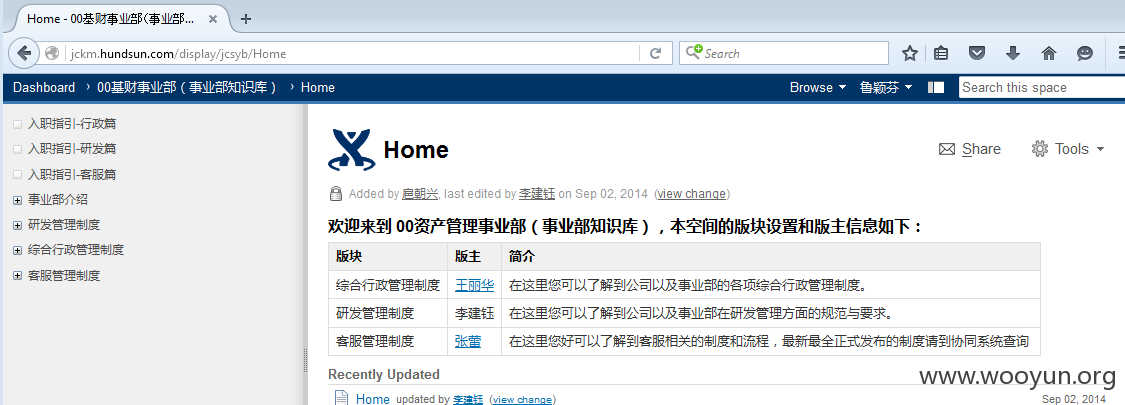 Home - 00基财事业部（事业部...
jckm.hundsun.com/display/jcsyb/Home
Search
Dashboard › 00基财事业部（事业部知识库） › Home
Browse 鲁颖芬 Search this space
入职指引-行政篇
入职指引-研发篇
入职指引-客服篇
事业部介绍
研发管理制度
综合行政管理制度
客服管理制度
Home
Share Tools
Added by 扈朝兴, last edited by 李建钰 on Sep 02, 2014 (view change)
欢迎来到 00资产管理事业部（事业部知识库），本空间的版块设置和版主信息如下：
版块 版主 简介
综合行政管理制度 王丽华 在这里您可以了解到公司以及事业部的各项综合行政管理制度。
研发管理制度 李建钰 在这里您可以了解到公司以及事业部在研发管理方面的规范与要求。
客服管理制度 张蕾 在这里您好可以了解到客服相关的制度和流程，最新最全正式发布的制度请到协同系统查询
Recently Updated
Home updated by 李建钰 (view change)
Sep 02, 2014
www.wooyun.org